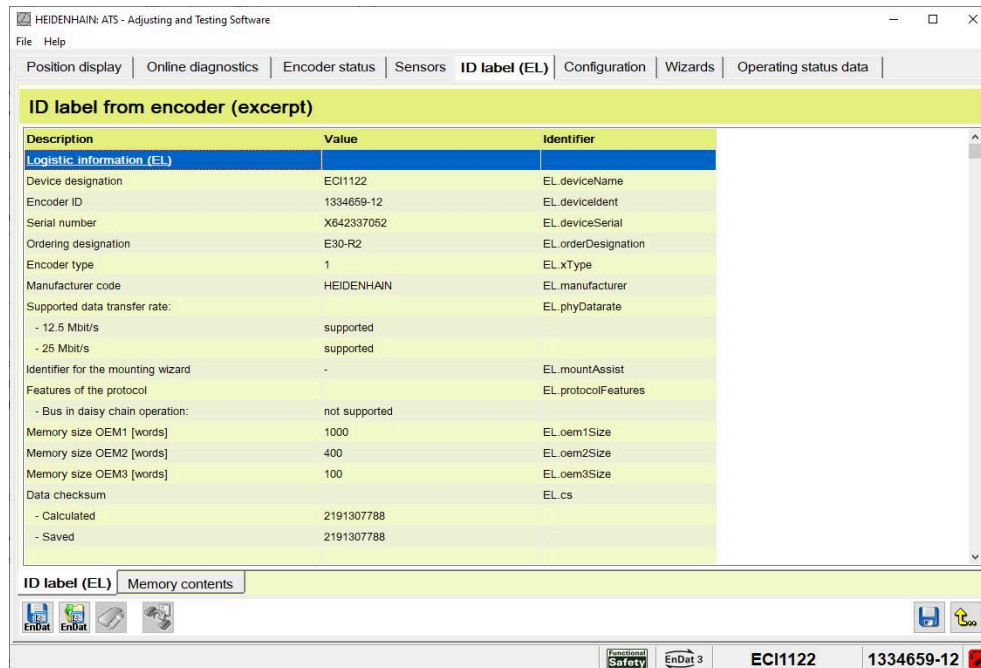 HEIDENHAIN: ATS - Adjusting and Testing Software
File Help
Position display Online diagnostics Encoder status Sensors ID label (EL) Configuration Wizards Operating status data
ID label from encoder (excerpt)
Description Value Identifier
Logistic information (EL)
Device designation ECI1122 EL.deviceName
Encoder ID 1334659-12 EL.deviceIdent
Serial number X642337052 EL.deviceSerial
Ordering designation E30-R2 EL.orderDesignation
Encoder type 1 EL.xType
Manufacturer code HEIDENHAIN EL.manufacturer
Supported data transfer rate: EL.phyDatarate
- 12.5 Mbit/s supported
- 25 Mbit/s supported
Identifier for the mounting wizard - EL.mountAssist
Features of the protocol EL.protocolFeatures
- Bus in daisy chain operation: not supported
Memory size OEM1 [words] 1000 EL.oem1Size
Memory size OEM2 [words] 400 EL.oem2Size
Memory size OEM3 [words] 100 EL.oem3Size
Data checksum EL.cs
- Calculated 2191307788
- Saved 2191307788
ID label (EL) Memory contents
EnDat EnDat
Functional Safety EnDat 3 ECI1122 1334659-12